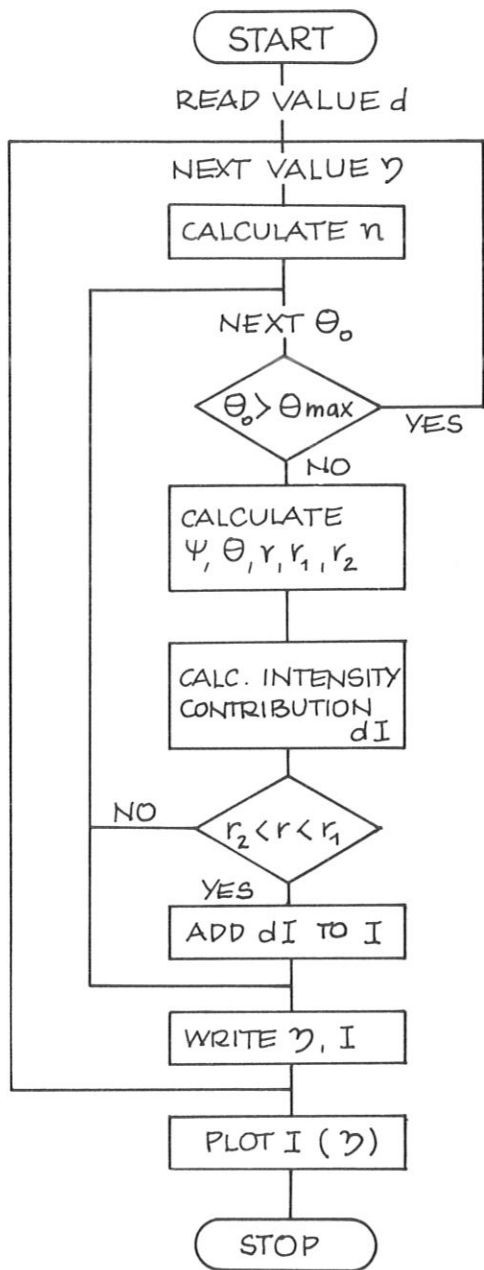 START
READ VALUE d
NEXT VALUE η
CALCULATE n
NEXT Θ₀
Θ₀ > Θmax
YES
NO
CALCULATE
Ψ, Θ, r, r₁, r₂
CALC. INTENSITY
CONTRIBUTION
dI
NO
r₂ < r < r₁
YES
ADD dI TO I
WRITE η, I
PLOT I (η)
STOP